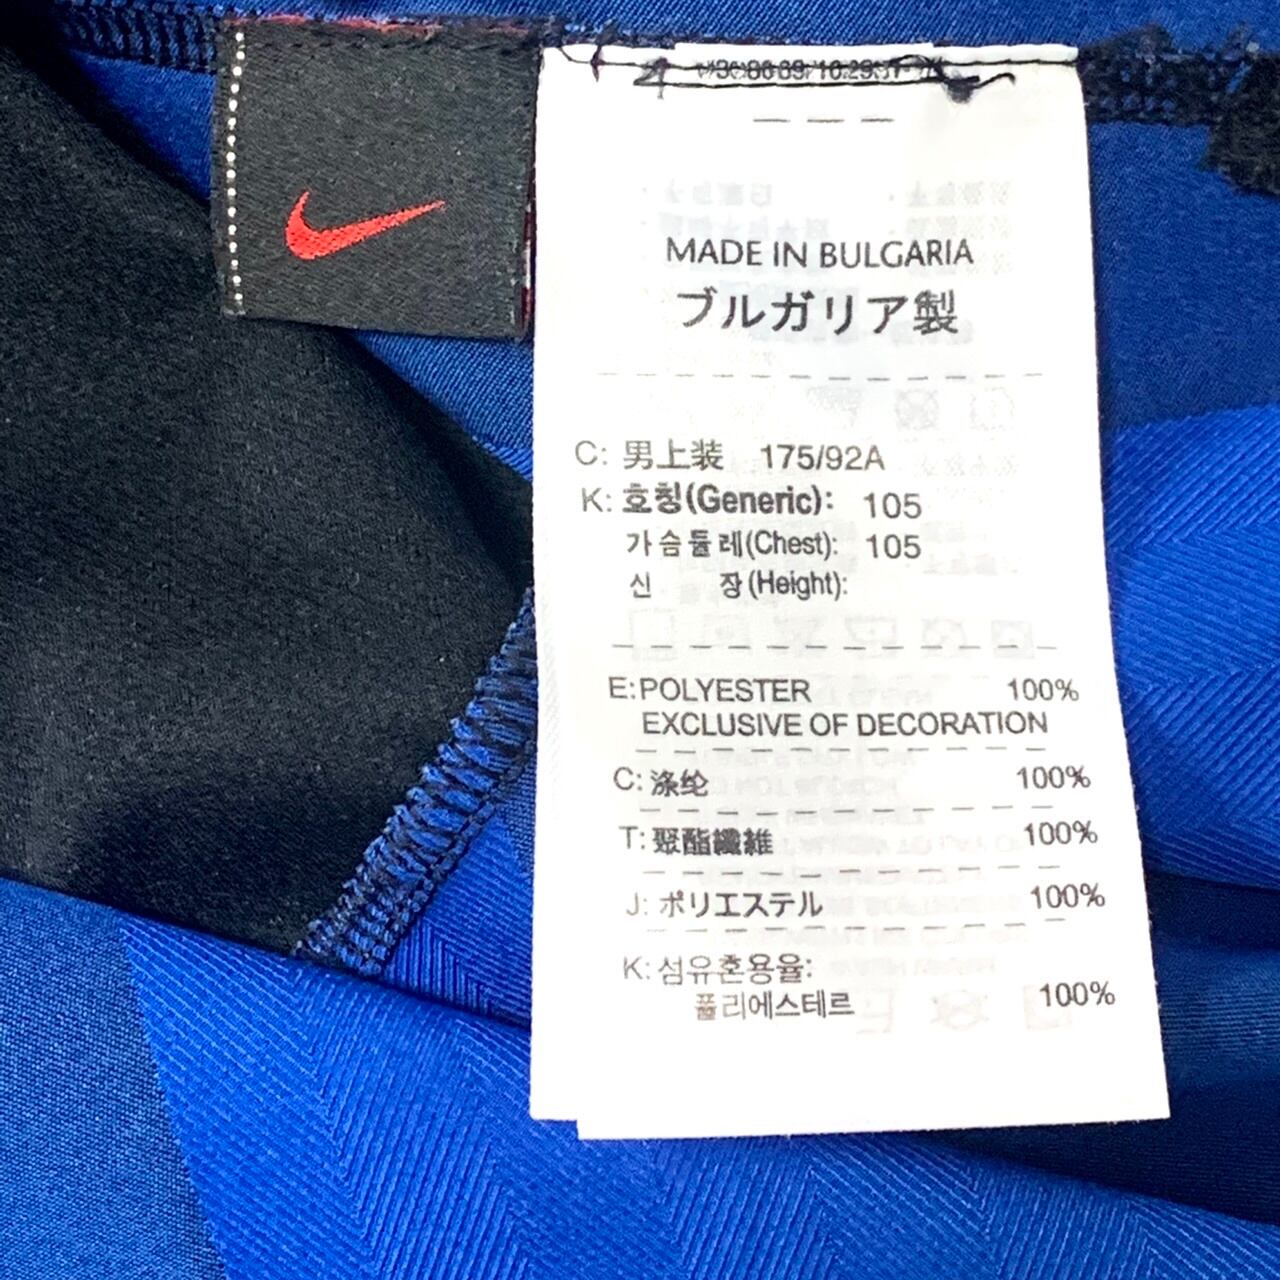 MADE IN BULGARIA
ブルガリア製
C: 男上装 175/92A
K: 호칭(Generic): 105
가슴둘레(Chest): 105
신 장(Height):
E: POLYESTER 100%
EXCLUSIVE OF DECORATION
C: 涤纶 100%
T: 聚酯纖維 100%
J: ポリエステル 100%
K: 섬유혼용율:
폴리에스테르 100%